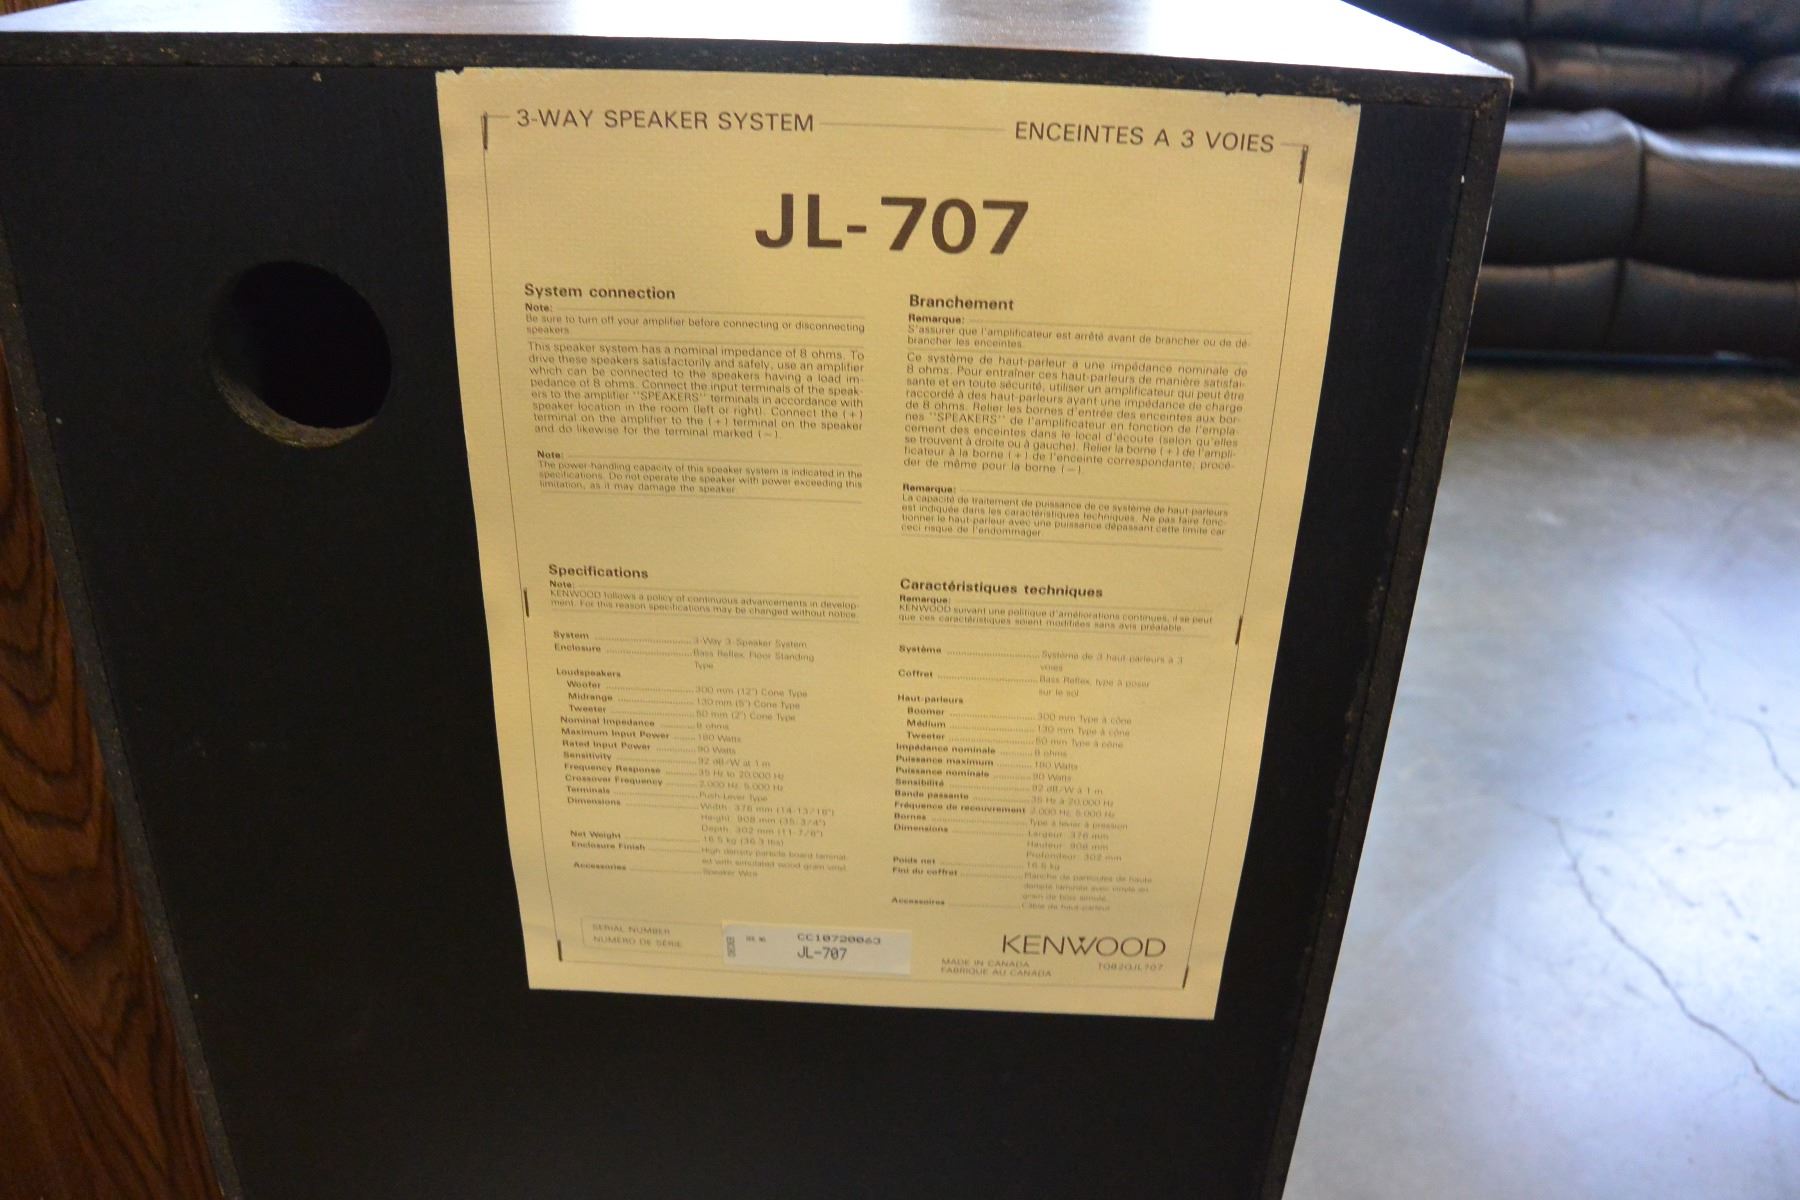 3-WAY SPEAKER SYSTEM
ENCEINTES A 3 VOIES
JL-707
System connection
Note:
Be sure to turn off your amplifier before connecting or disconnecting
speakers.
This speaker system has a nominal impedance of 8 ohms. To
drive these speakers satisfactorily and safely, use an amplifier
which can be connected to the speakers having a load im-
pedance of 8 ohms. Connect the input terminals of the speak-
ers to the amplifier "SPEAKERS" terminals in accordance with
speaker location in the room (left or right). Connect the (+)
terminal on the amplifier to the (+) terminal on the speaker
and do likewise for the terminal marked (−).
Note:
The power-handling capacity of this speaker system is indicated in the
specifications. Do not operate the speaker with power exceeding this
limitation, as it may damage the speaker.
Branchement
Remarque:
S'assurer que l'amplificateur est arrêté avant de brancher ou de dé-
brancher les enceintes.
Ce système de haut-parleur a une impédance nominale de
8 ohms. Pour entraîner ces haut-parleurs de manière satisfai-
sante et en toute sécurité, utiliser un amplificateur qui peut être
raccordé à des haut-parleurs ayant une impédance de charge
de 8 ohms. Relier les bornes d'entrée des enceintes aux bor-
nes "SPEAKERS" de l'amplificateur en fonction de l'empla-
cement des enceintes dans le local d'écoute (selon qu'elles
se trouvent à droite ou à gauche). Relier la borne (+) de l'ampli-
ficateur à la borne (+) de l'enceinte correspondante; procé-
der de même pour la borne (−).
Remarque:
La capacité de traitement de puissance de ce système de haut-parleurs
est indiquée dans les caractéristiques techniques. Ne pas faire fonc-
tionner le haut-parleur avec une puissance dépassant cette limite car
ceci risque de l'endommager.
Specifications
Note:
KENWOOD follows a policy of continuous advancements in develop-
ment. For this reason specifications may be changed without notice.
System 3-Way 3-Speaker System
Enclosure Bass Reflex, Floor Standing
Type
Loudspeakers
Woofer 300 mm (12") Cone Type
Midrange 130 mm (5") Cone Type
Tweeter 50 mm (2") Cone Type
Nominal Impedance 8 ohms
Maximum Input Power 180 Watts
Rated Input Power 90 Watts
Sensitivity 92 dB/W at 1 m
Frequency Response 35 Hz to 20,000 Hz
Crossover Frequency 2,000 Hz, 5,000 Hz
Terminals Push-Lever Type
Dimensions Width: 376 mm (14-13/16")
Height: 908 mm (35-3/4")
Depth: 302 mm (11-7/8")
Net Weight 16.5 kg (36.3 lbs)
Enclosure Finish High density particle board laminat-
ed with simulated wood grain vinyl
Accessories Speaker Wire
Caractéristiques techniques
Remarque:
KENWOOD suivant une politique d'améliorations continues, il se peut
que ces caractéristiques soient modifiées sans avis préalable.
Système Système de 3 haut-parleurs à 3
voies
Coffret Bass Reflex, type à poser
sur le sol
Haut-parleurs
Boomer 300 mm Type à cône
Médium 130 mm Type à cône
Tweeter 50 mm Type à cône
Impédance nominale 8 ohms
Puissance maximum 180 Watts
Puissance nominale 90 Watts
Sensibilité 92 dB/W à 1 m
Bande passante 35 Hz à 20,000 Hz
Fréquence de recouvrement 2,000 Hz, 5,000 Hz
Bornes Type à levier à pression
Dimensions Largeur: 376 mm
Hauteur: 908 mm
Profondeur: 302 mm
Poids net 16.5 kg
Fini du coffret Planche de particules de haute
densité laminée avec vinyle en
grain de bois simulé.
Accessoires Câble de haut-parleur
SERIAL NUMBER
NUMÉRO DE SÉRIE
CC10720063
JL-707
KENWOOD
MADE IN CANADA
FABRIQUÉ AU CANADA